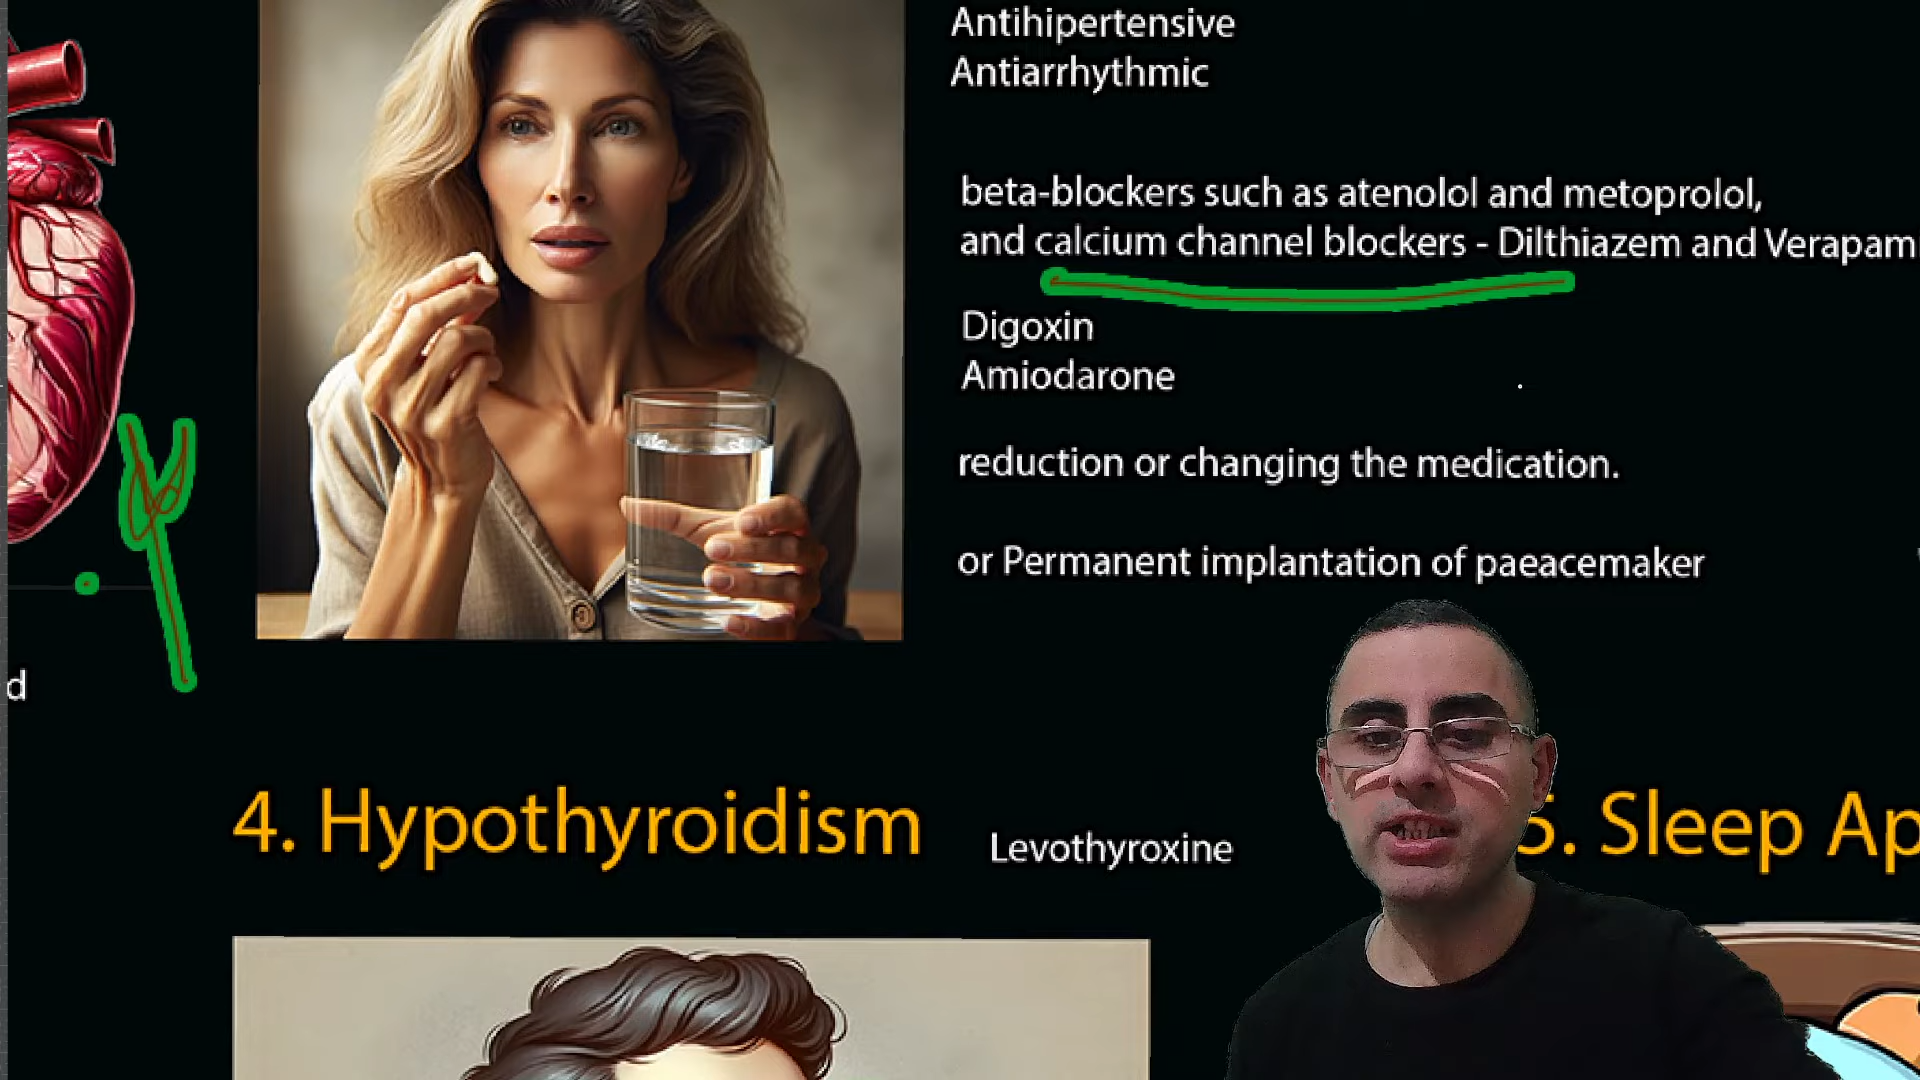 Antihipertensive
Antiarrhythmic
beta-blockers such as atenolol and metoprolol,
and calcium channel blockers - Dilthiazem and Verapam
Digoxin
Amiodarone
reduction or changing the medication.
or Permanent implantation of paeacemaker
d
4. Hypothyroidism
Levothyroxine
5. Sleep Ap